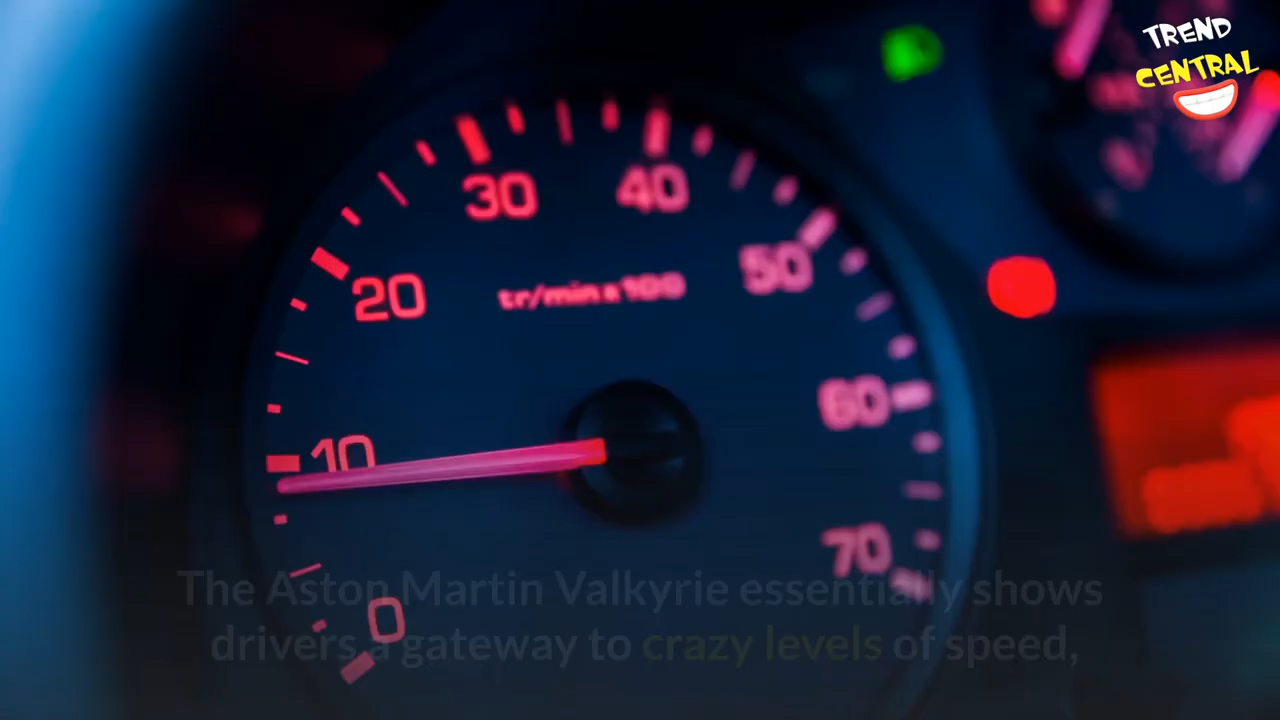 TREND
CENTRAL
30
40
20
50
tr/min x 100
10
60
70
0
The Aston Martin Valkyrie essentially shows
drivers a gateway to crazy levels of speed,